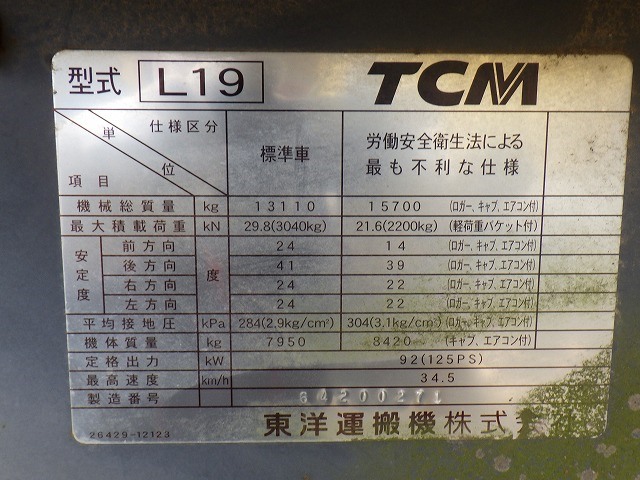 型式 L19 TCM
単位 仕様区分 項目 標準車 労働安全衛生法による
最も不利な仕様
機械総質量 kg 13110 15700 (ロガー、キャブ、エアコン付)
最大積載荷重 kN 29.8(3040kg) 21.6(2200kg) (軽荷重バケット付)
安定度 前方向 度 24 14 (ロガー、キャブ、エアコン付)
後方向 41 39 (ロガー、キャブ、エアコン付)
右方向 24 22 (ロガー、キャブ、エアコン付)
左方向 24 22 (ロガー、キャブ、エアコン付)
平均接地圧 kPa 284(2.9kg/cm²) 304(3.1kg/cm²) (ロガー、キャブ、エアコン付)
機体質量 kg 7950 8420 (キャブ、エアコン付)
定格出力 kW 92(125PS)
最高速度 km/h 34.5
製造番号
東洋運搬機株式
26429-12123